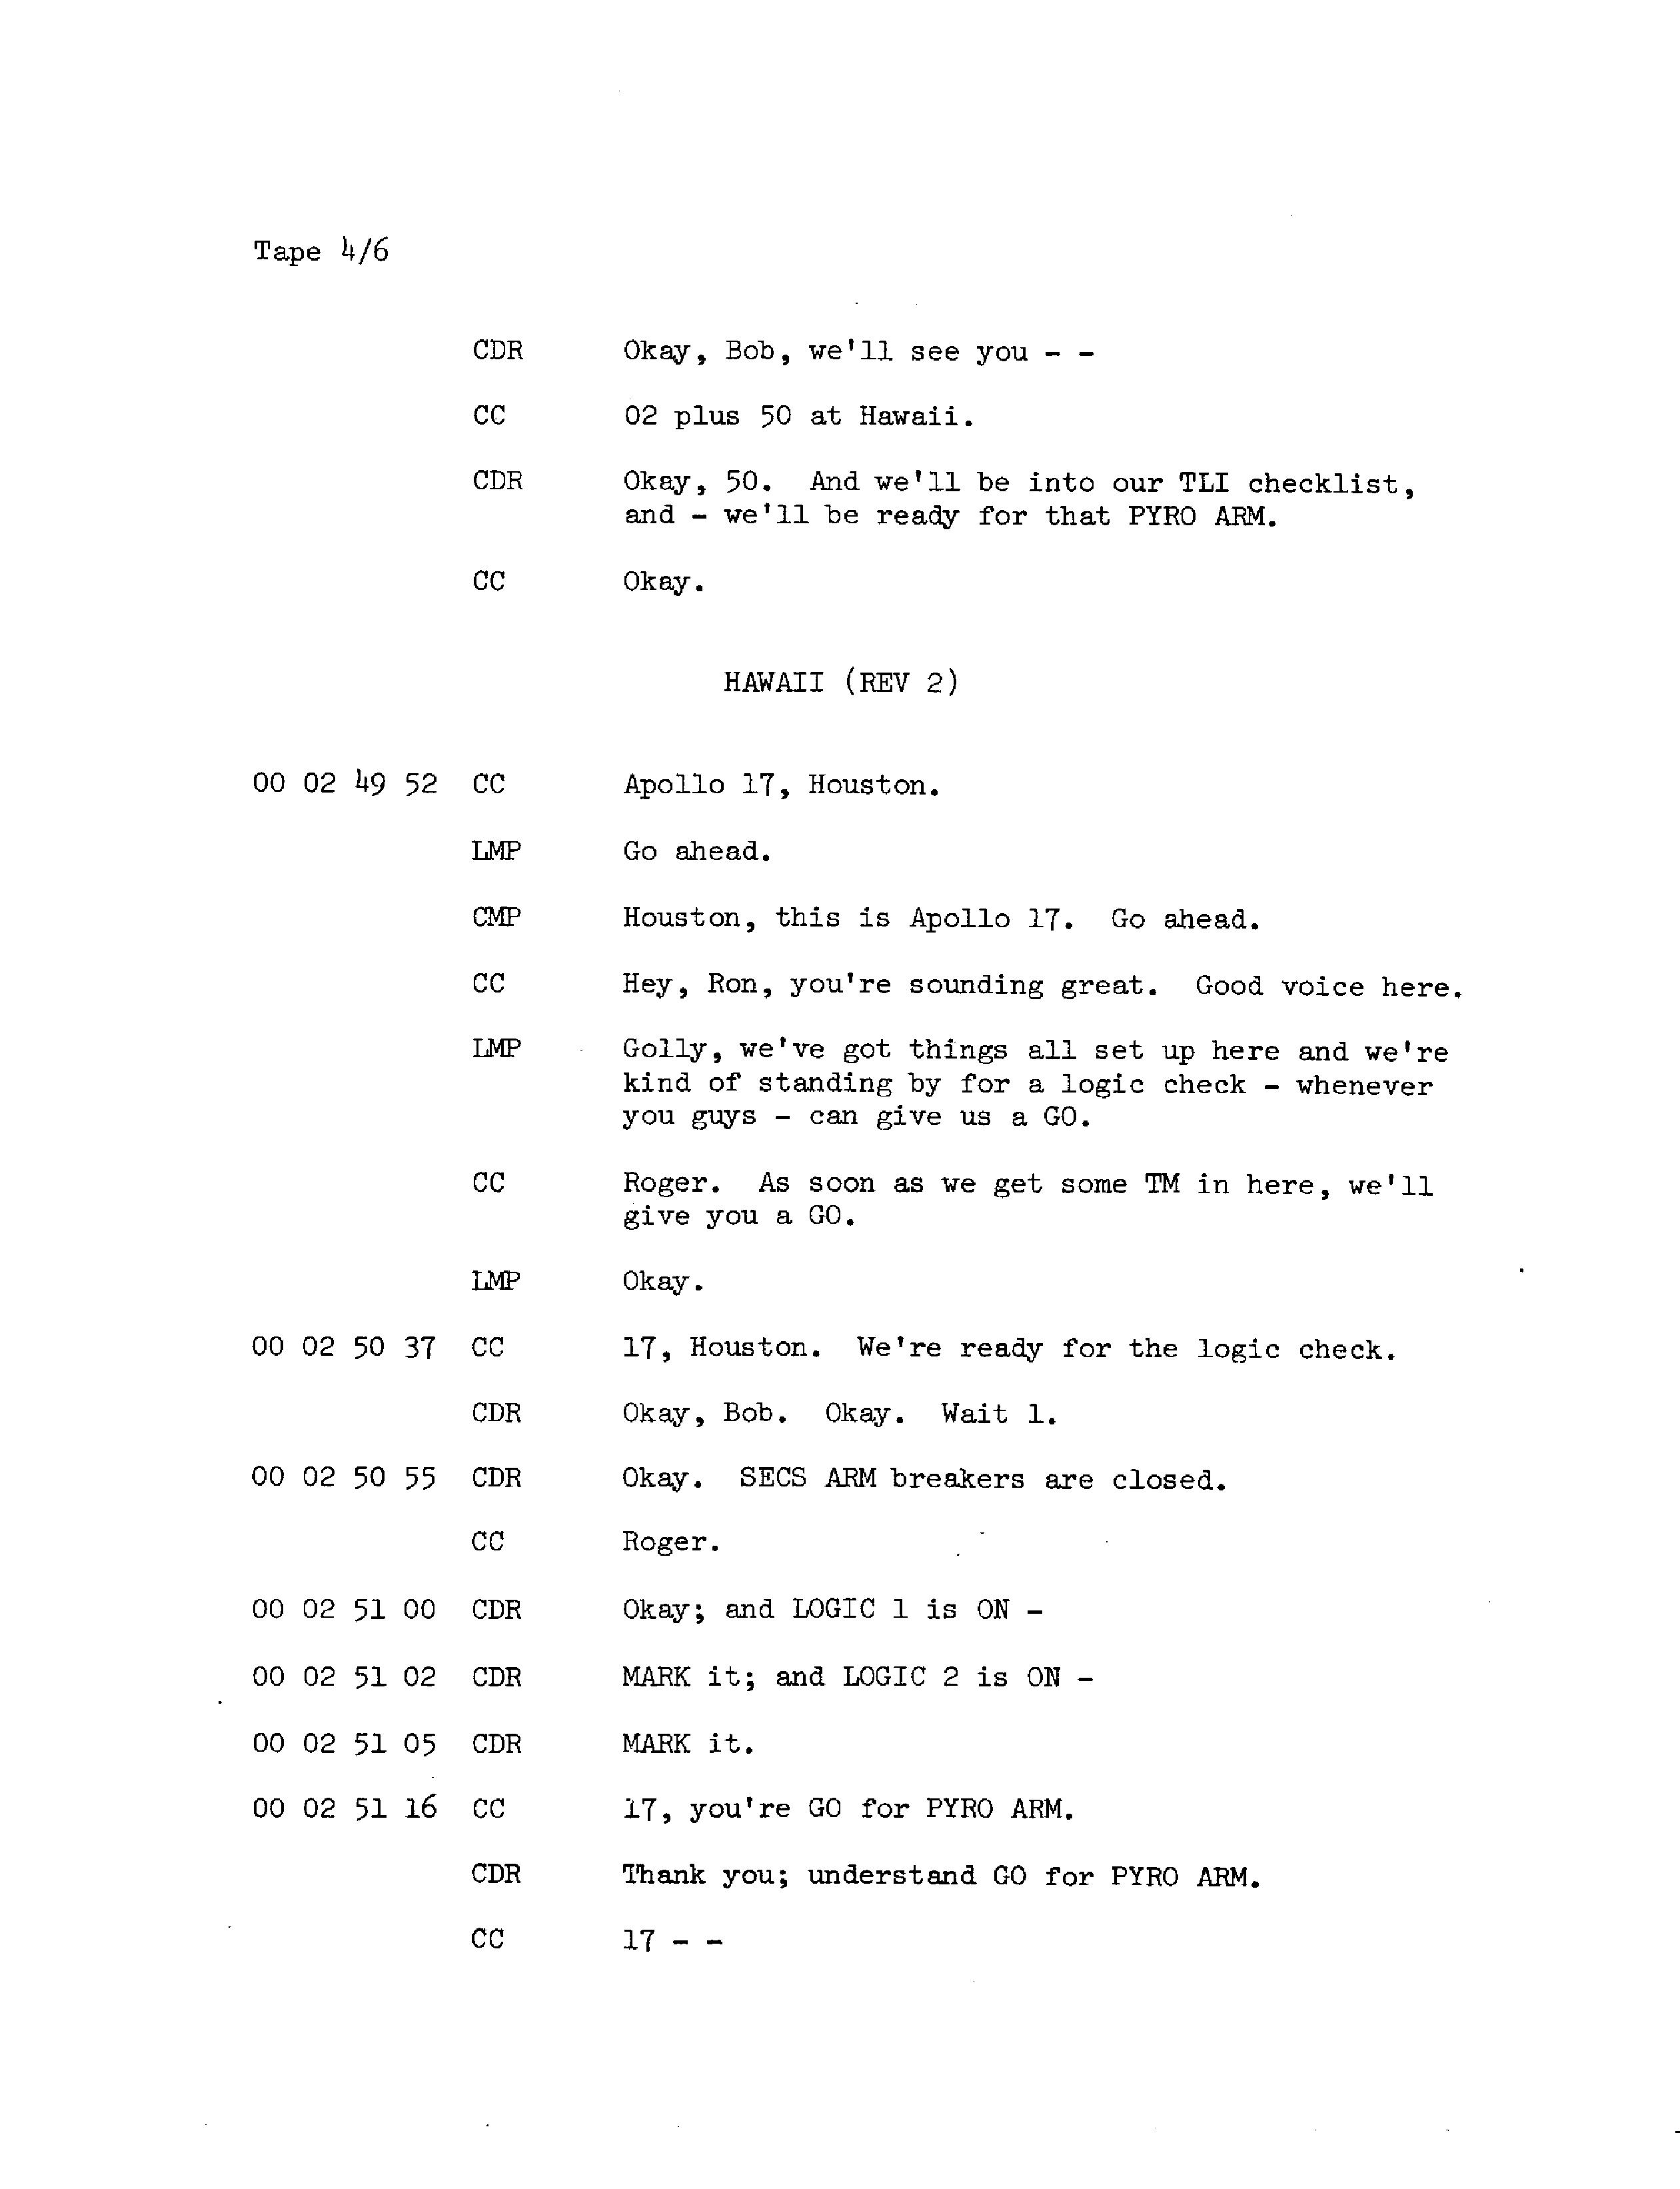 Tape 4/6
CDR Okay, Bob, we'll see you - -
CC 02 plus 50 at Hawaii.
CDR Okay, 50. And we'll be into our TLI checklist,
and - we'll be ready for that PYRO ARM.
CC Okay.
HAWAII (REV 2)
00 02 49 52 CC Apollo 17, Houston.
LMP Go ahead.
CMP Houston, this is Apollo 17. Go ahead.
CC Hey, Ron, you're sounding great. Good voice here.
LMP Golly, we've got things all set up here and we're
kind of standing by for a logic check - whenever
you guys - can give us a GO.
CC Roger. As soon as we get some TM in here, we'll
give you a GO.
LMP Okay.
00 02 50 37 CC 17, Houston. We're ready for the logic check.
CDR Okay, Bob. Okay. Wait 1.
00 02 50 55 CDR Okay. SECS ARM breakers are closed.
CC Roger.
00 02 51 00 CDR Okay; and LOGIC 1 is ON -
00 02 51 02 CDR MARK it; and LOGIC 2 is ON -
00 02 51 05 CDR MARK it.
00 02 51 16 CC 17, you're GO for PYRO ARM.
CDR Thank you; understand GO for PYRO ARM.
CC 17 - -